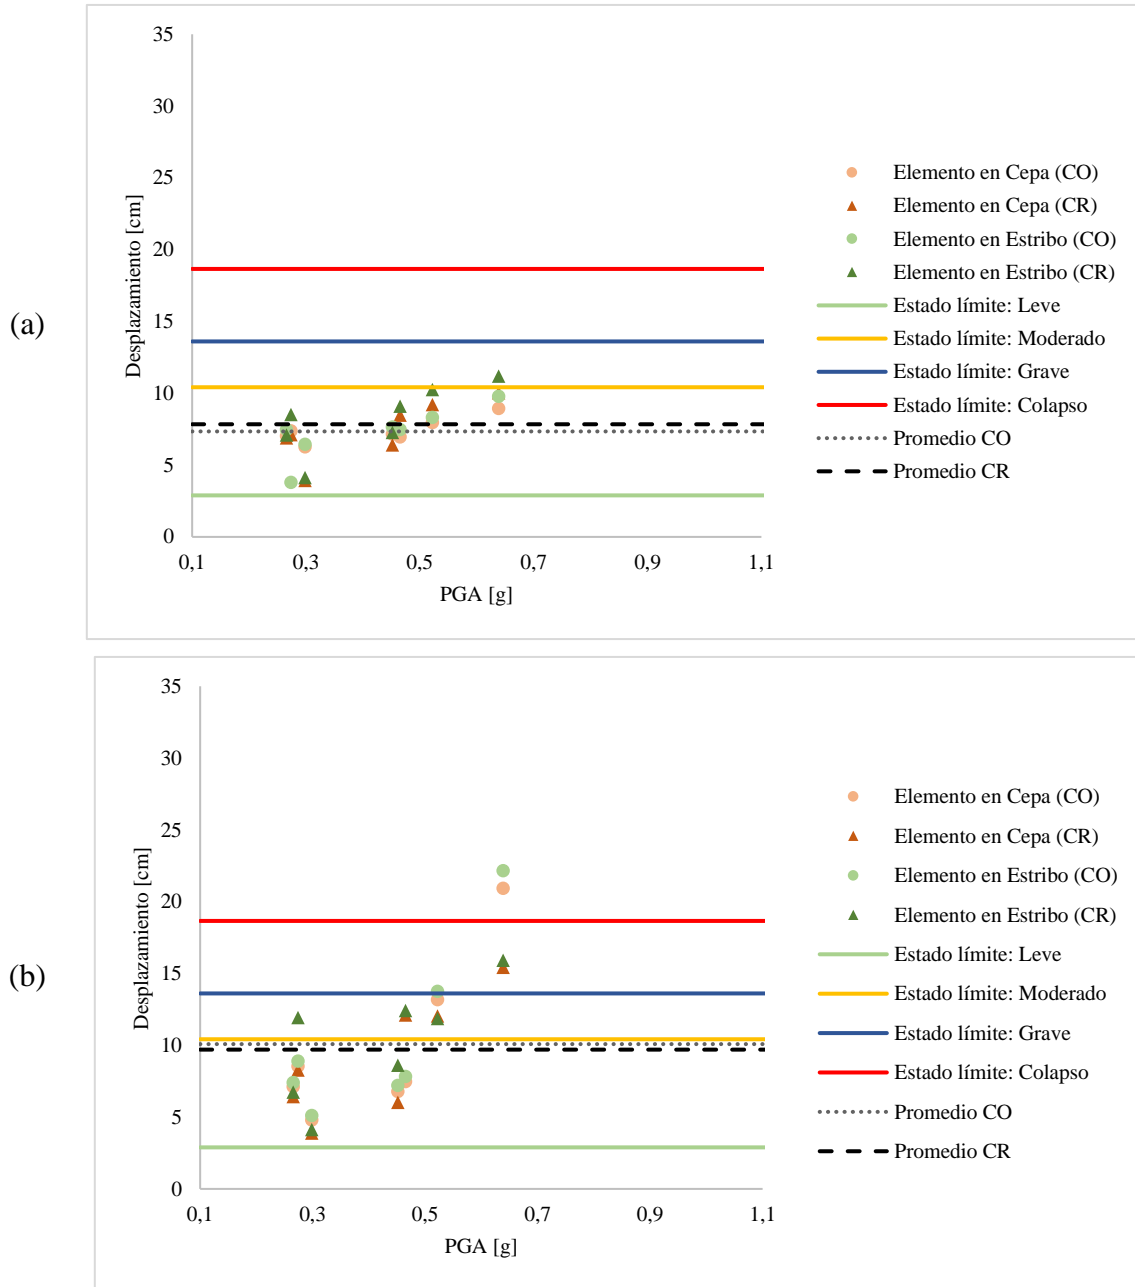 (a)
Desplazamiento [cm]
35
30
25
20
15
10
5
0
0,1 0,3 0,5 0,7 0,9 1,1
PGA [g]
Elemento en Cepa (CO)
Elemento en Cepa (CR)
Elemento en Estribo (CO)
Elemento en Estribo (CR)
Estado límite: Leve
Estado límite: Moderado
Estado límite: Grave
Estado límite: Colapso
Promedio CO
Promedio CR
(b)
Desplazamiento [cm]
35
30
25
20
15
10
5
0
0,1 0,3 0,5 0,7 0,9 1,1
PGA [g]
Elemento en Cepa (CO)
Elemento en Cepa (CR)
Elemento en Estribo (CO)
Elemento en Estribo (CR)
Estado límite: Leve
Estado límite: Moderado
Estado límite: Grave
Estado límite: Colapso
Promedio CO
Promedio CR